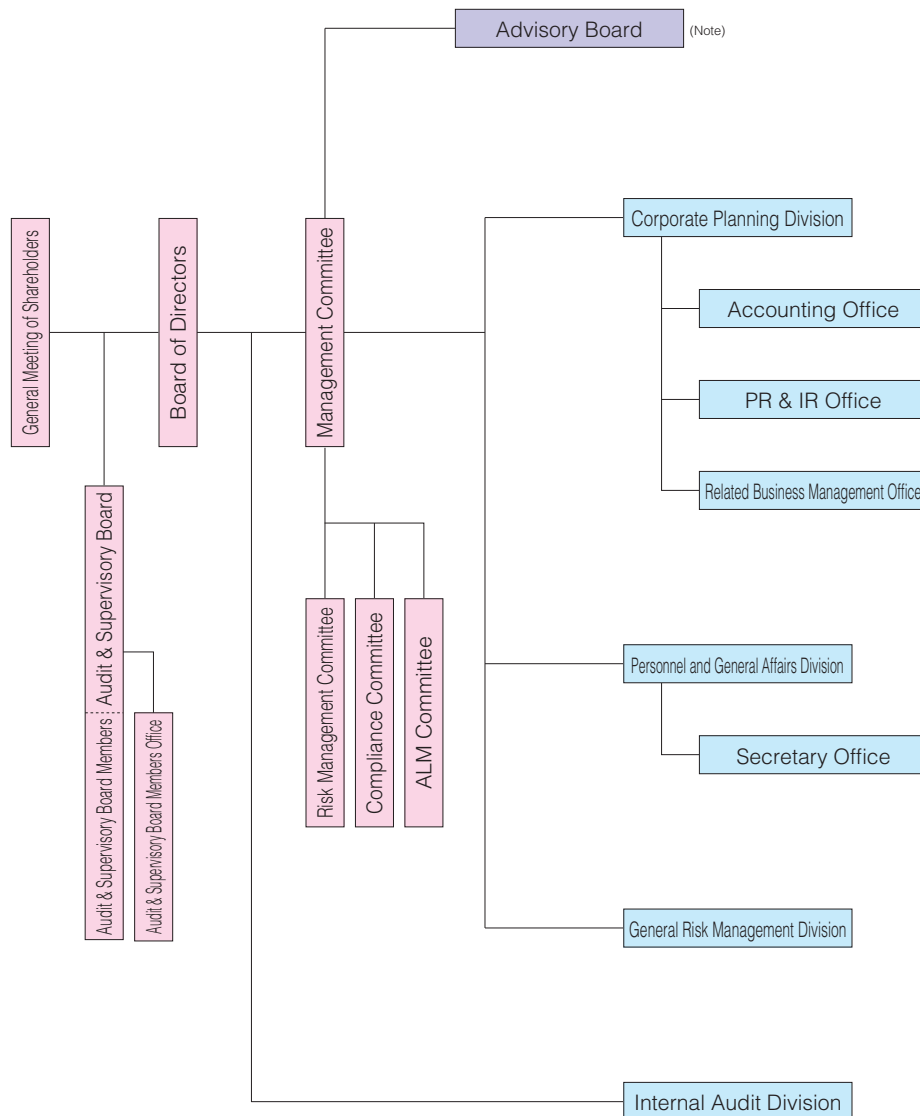 Advisory Board
(Note)
General Meeting of Shareholders
Board of Directors
Management Committee
Corporate Planning Division
Accounting Office
PR & IR Office
Related Business Management Office
Audit & Supervisory Board
Audit & Supervisory Board Members
Audit & Supervisory Board Members Office
Risk Management Committee
Compliance Committee
ALM Committee
Personnel and General Affairs Division
Secretary Office
General Risk Management Division
Internal Audit Division